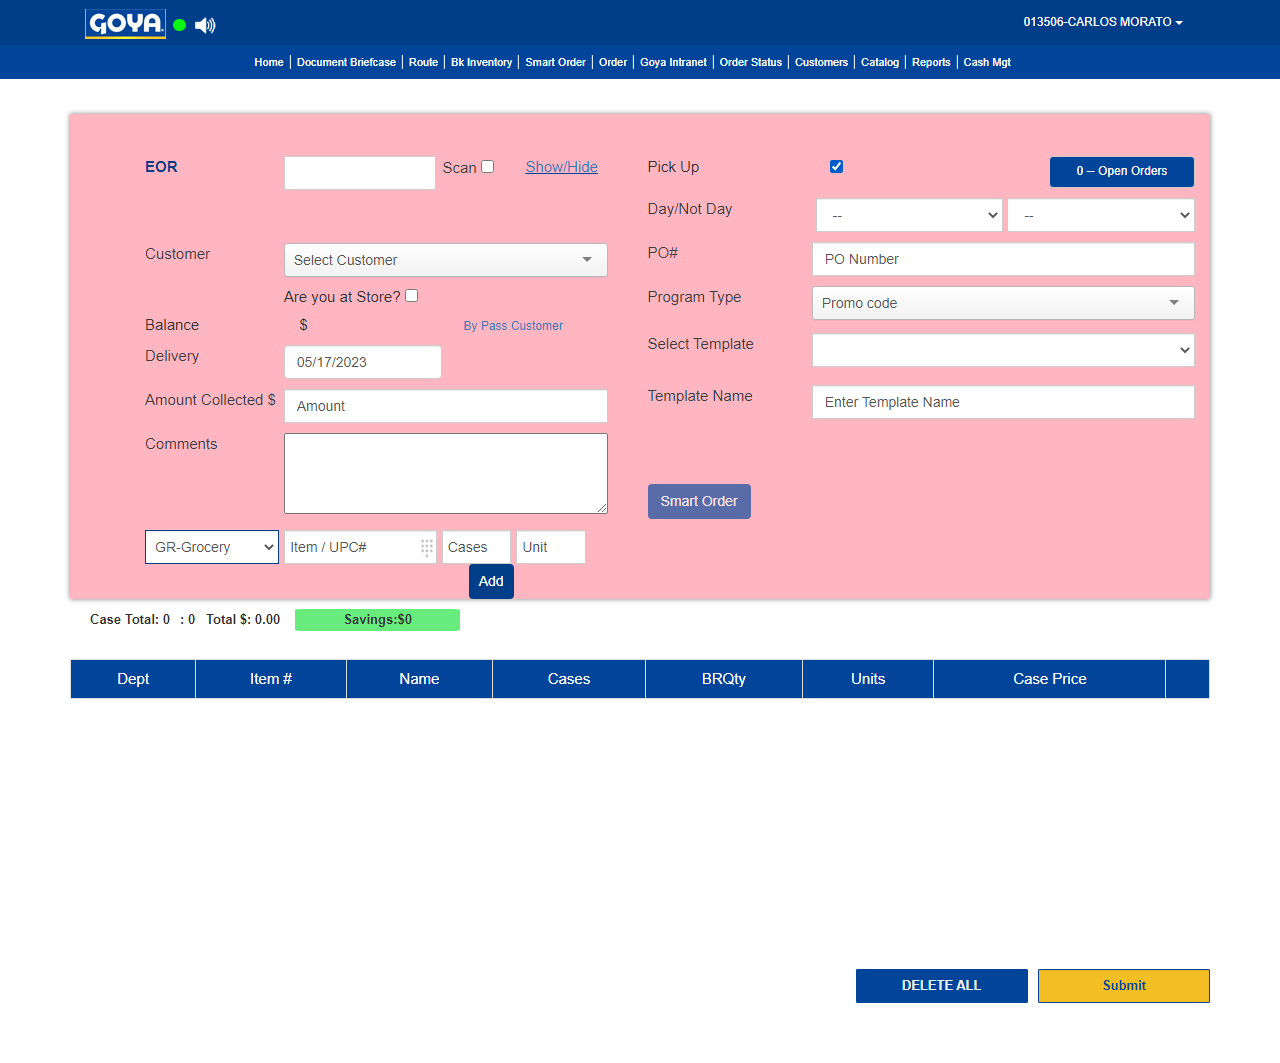 GOYA
013506-CARLOS MORATO
Home Document Briefcase Route Bk Inventory Smart Order Order Goya Intranet Order Status Customers Catalog Reports Cash Mgt
EOR Scan Show/Hide Pick Up 0 -- Open Orders
Day/Not Day -- --
Customer Select Customer PO# PO Number
Are you at Store? Program Type Promo code
Balance $ By Pass Customer
Delivery 05/17/2023 Select Template
Amount Collected $ Amount Template Name Enter Template Name
Comments
Smart Order
GR-Grocery Item / UPC# Cases Unit
Add
Case Total: 0 : 0 Total $: 0.00 Savings:$0
Dept Item # Name Cases BRQty Units Case Price
DELETE ALL Submit